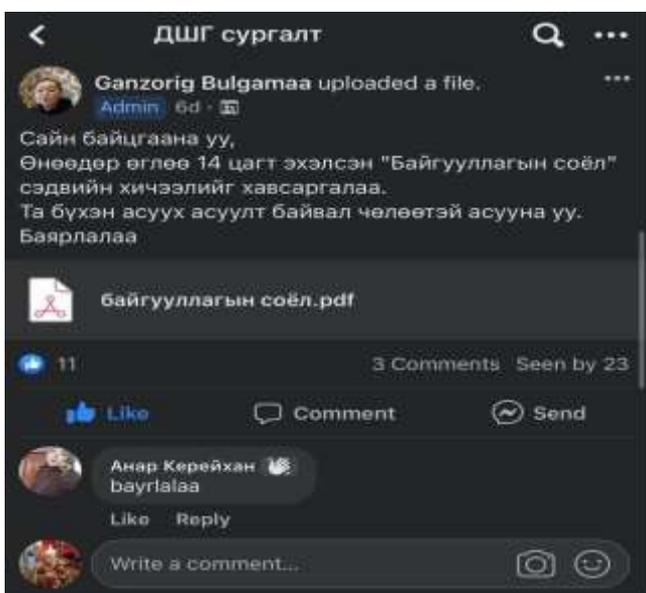 ДШГ сургалт
Ganzorig Bulgamaa uploaded a file.
Admin 6d
Сайн байцгаана уу,
Өнөөдөр өглөө 14 цагт эхэлсэн "Байгууллагын соёл"
сэдвийн хичээлийг хавсаргалаа.
Та бүхэн асуух асуулт байвал чөлөөтэй асууна уу.
Баярлалаа
байгууллагын соёл.pdf
11 3 Comments Seen by 23
Like Comment Send
Анар Керейхан
bayrlalaa
Like Reply
Write a comment...